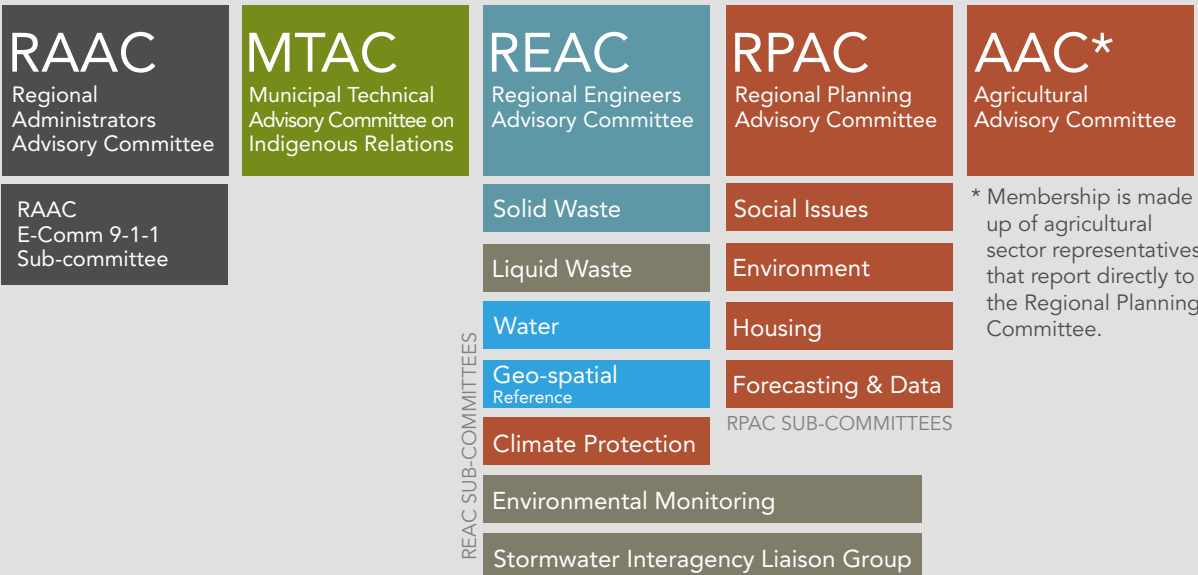 RAAC
Regional
Administrators
Advisory Committee
RAAC
E-Comm 9-1-1
Sub-committee
MTAC
Municipal Technical
Advisory Committee on
Indigenous Relations
REAC
Regional Engineers
Advisory Committee
REAC SUB-COMMITTEES
Solid Waste
Liquid Waste
Water
Geo-spatial
Reference
Climate Protection
Environmental Monitoring
Stormwater Interagency Liaison Group
RPAC
Regional Planning
Advisory Committee
Social Issues
Environment
Housing
Forecasting & Data
RPAC SUB-COMMITTEES
AAC*
Agricultural
Advisory Committee
* Membership is made
up of agricultural
sector representatives
that report directly to
the Regional Planning
Committee.